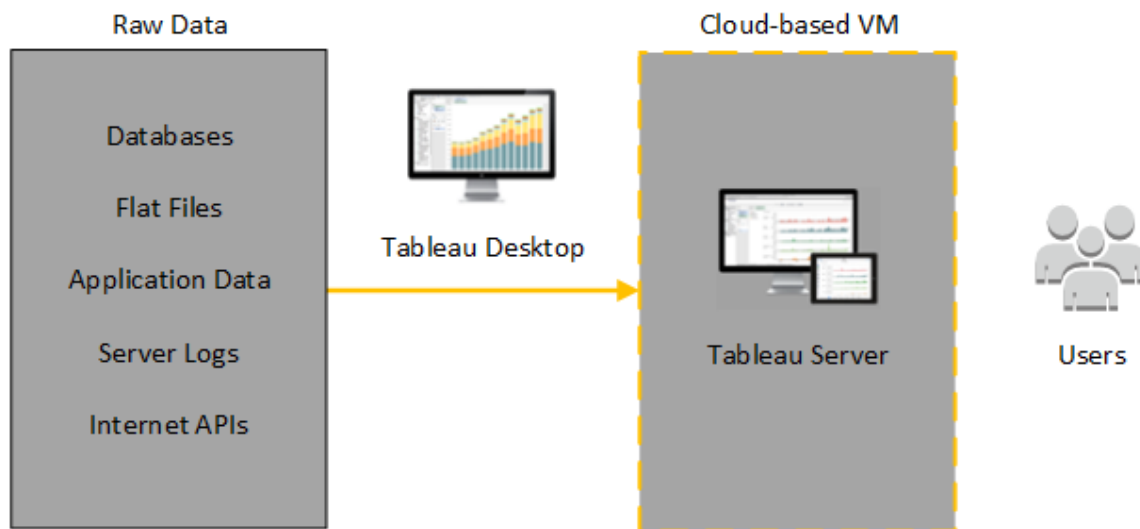 Raw Data
Databases
Flat Files
Application Data
Server Logs
Internet APIs
Tableau Desktop
Cloud-based VM
Tableau Server
Users